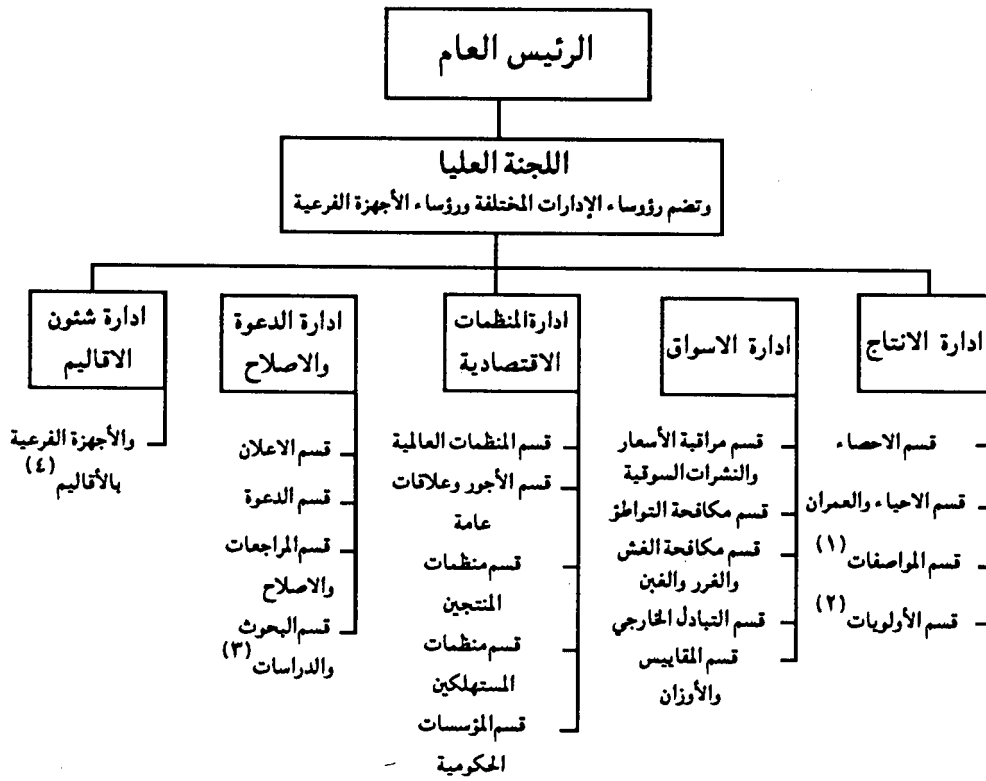 الرئيس العام
اللجنة العليا
وتضم رؤوساء الإدارات المختلفة ورؤساء الأجهزة الفرعية
ادارة الانتاج
قسم الاحصاء
قسم الاحياء والعمران
قسم المواصفات (١)
قسم الأولويات (٢)
ادارة الاسواق
قسم مراقبة الأسعار
والنشرات السوقية
قسم مكافحة التواطؤ
قسم مكافحة الغش
والغرر والغبن
قسم التبادل الخارجي
قسم المقاييس
والأوزان
ادارة المنظمات
الاقتصادية
قسم المنظمات العالمية
قسم الأجور وعلاقات
عامة
قسم منظمات
المنتجين
قسم منظمات
المستهلكين
قسم المؤسسات
الحكومية
ادارة الدعوة
والاصلاح
قسم الاعلان
قسم الدعوة
قسم المراجعات
والاصلاح
قسم البحوث
والدراسات (٣)
ادارة شئون
الاقاليم
والأجهزة الفرعية
بالأقاليم (٤)